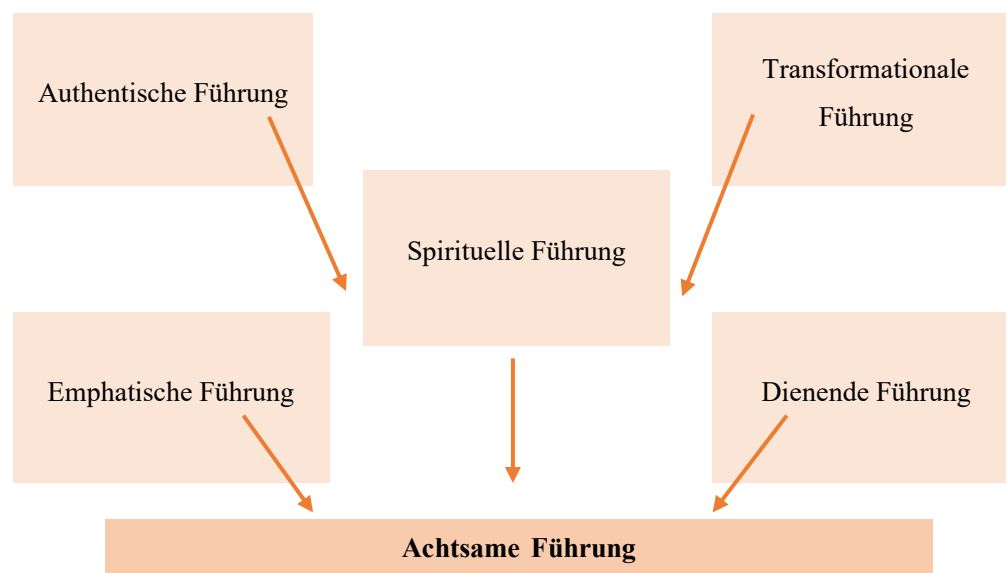 Authentische Führung
Transformationale
Führung
Spirituelle Führung
Emphatische Führung
Dienende Führung
Achtsame Führung